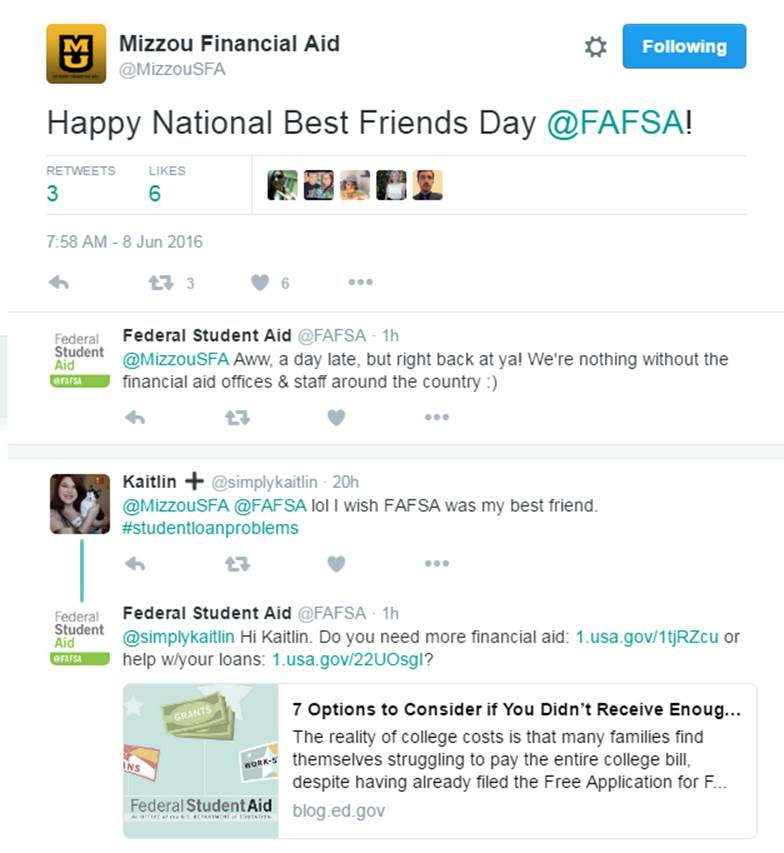 Mizzou Financial Aid
@MizzouSFA
Following
Happy National Best Friends Day @FAFSA!
RETWEETS LIKES
3 6
7:58 AM - 8 Jun 2016
3 6
Federal Student Aid @FAFSA · 1h
Federal
Student
Aid
@FAFSA
@MizzouSFA Aww, a day late, but right back at ya! We're nothing without the
financial aid offices & staff around the country :)
Kaitlin @simplykaitlin · 20h
@MizzouSFA @FAFSA lol I wish FAFSA was my best friend.
#studentloanproblems
Federal Student Aid @FAFSA · 1h
Federal
Student
Aid
@FAFSA
@simplykaitlin Hi Kaitlin. Do you need more financial aid: 1.usa.gov/1tjRZcu or
help w/your loans: 1.usa.gov/22UOsgI?
GRANTS
NS
WORK-S
Federal Student Aid
An OFFICE of the U.S. DEPARTMENT of EDUCATION
7 Options to Consider if You Didn't Receive Enoug...
The reality of college costs is that many families find
themselves struggling to pay the entire college bill,
despite having already filed the Free Application for F...
blog.ed.gov